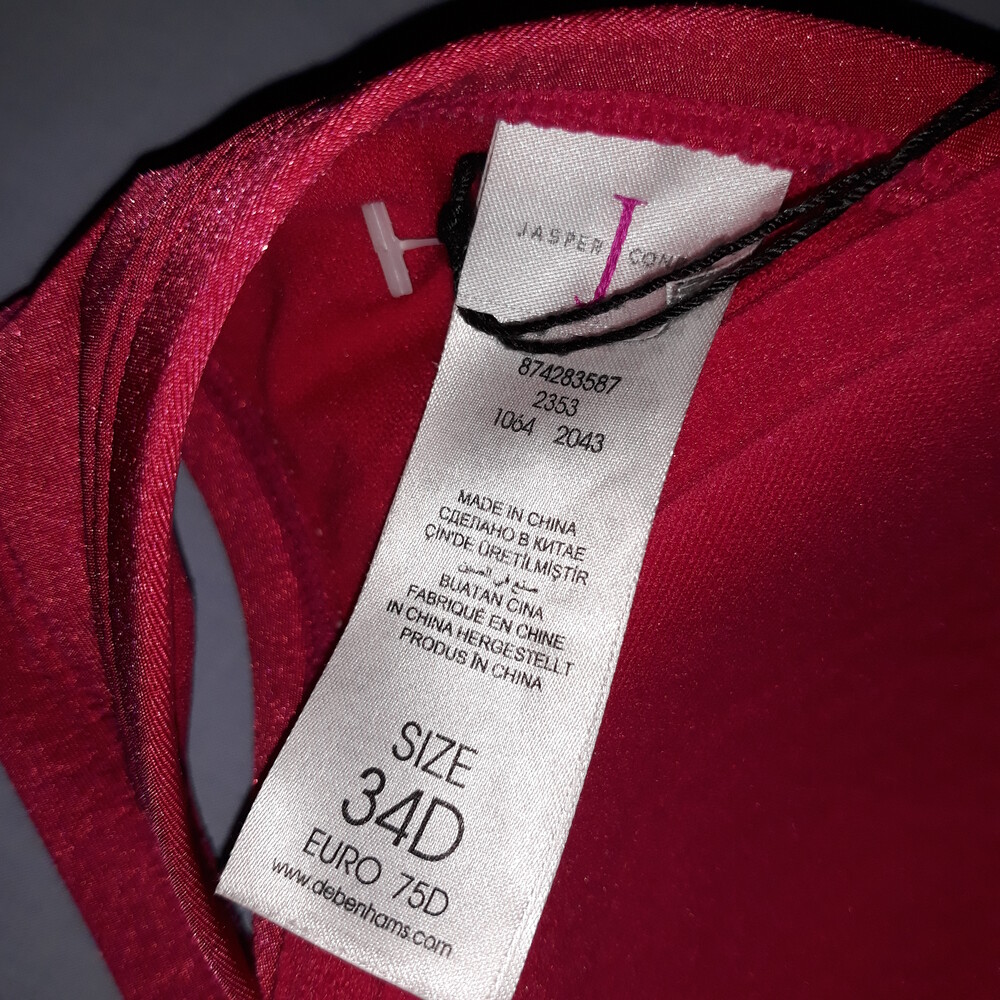 JASPER J CON
874283587
2353
1064 2043
MADE IN CHINA
СДЕЛАНО В КИТАЕ
ÇİN'DE ÜRETİLMİŞTİR
صنع في الصين
BUATAN CINA
FABRIQUÉ EN CHINE
IN CHINA HERGESTELLT
PRODUS ÎN CHINA
SIZE
34D
EURO 75D
www.debenhams.com